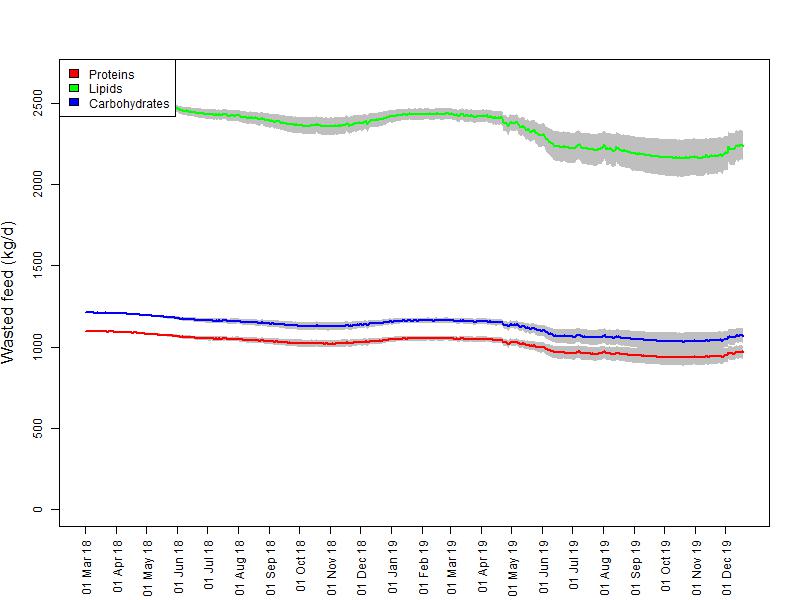 Proteins
Lipids
Carbohydrates
Wasted feed (kg/d)
2500
2000
1500
1000
500
0
01 Mar 18
01 Apr 18
01 May 18
01 Jun 18
01 Jul 18
01 Aug 18
01 Sep 18
01 Oct 18
01 Nov 18
01 Dec 18
01 Jan 19
01 Feb 19
01 Mar 19
01 Apr 19
01 May 19
01 Jun 19
01 Jul 19
01 Aug 19
01 Sep 19
01 Oct 19
01 Nov 19
01 Dec 19